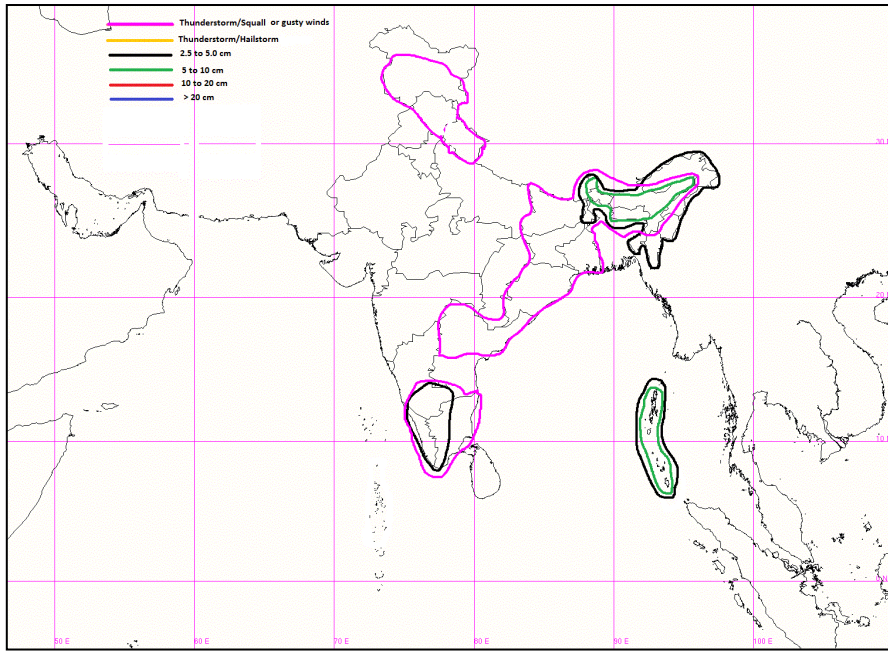 Thunderstorm/Squall or gusty winds
Thunderstorm/Hailstorm
2.5 to 5.0 cm
5 to 10 cm
10 to 20 cm
> 20 cm
30 N
20 N
10 N
0 N
50 E
60 E
70 E
80 E
90 E
100 E